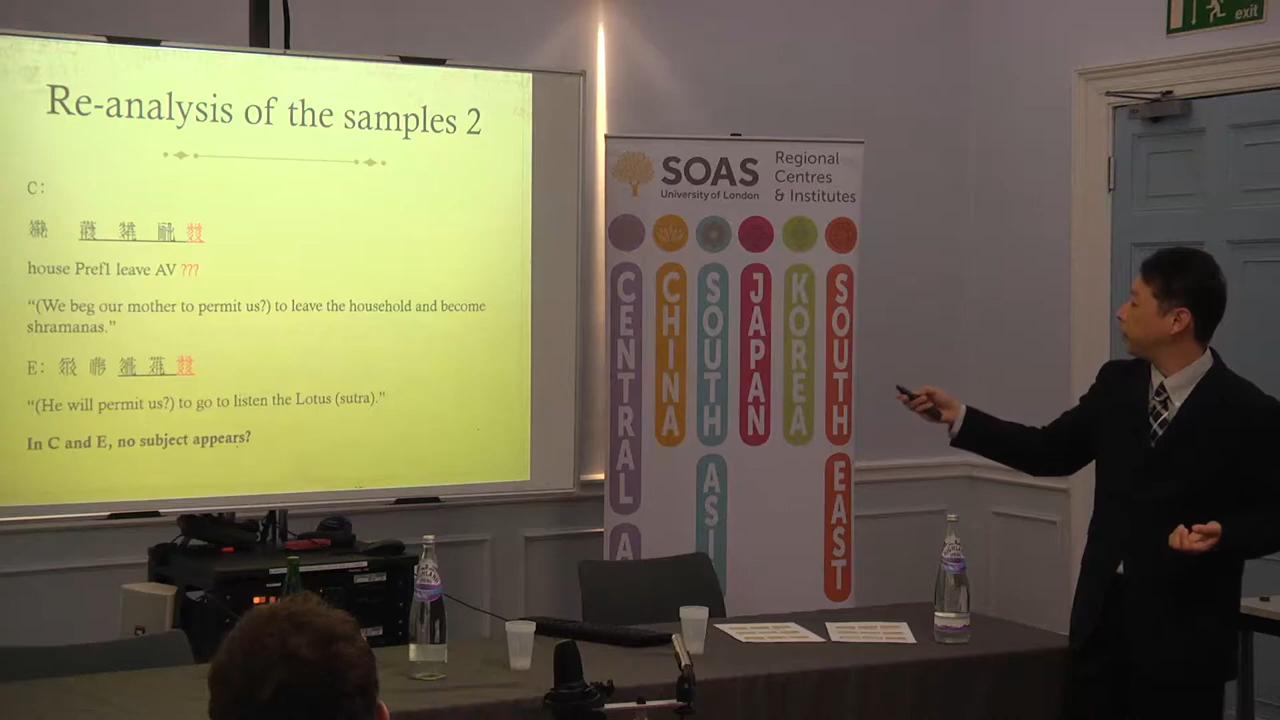 Re-analysis of the samples 2
C:
house Pref1 leave AV ???
“(We beg our mother to permit us?) to leave the household and become
shramanas.”
E:
“(He will permit us?) to go to listen the Lotus (sutra).”
In C and E, no subject appears?
SOAS
University of London
Regional
Centres
& Institutes
CENTRAL A
CHINA
SOUTH ASI
JAPAN
KOREA
SOUTH EAST
exit